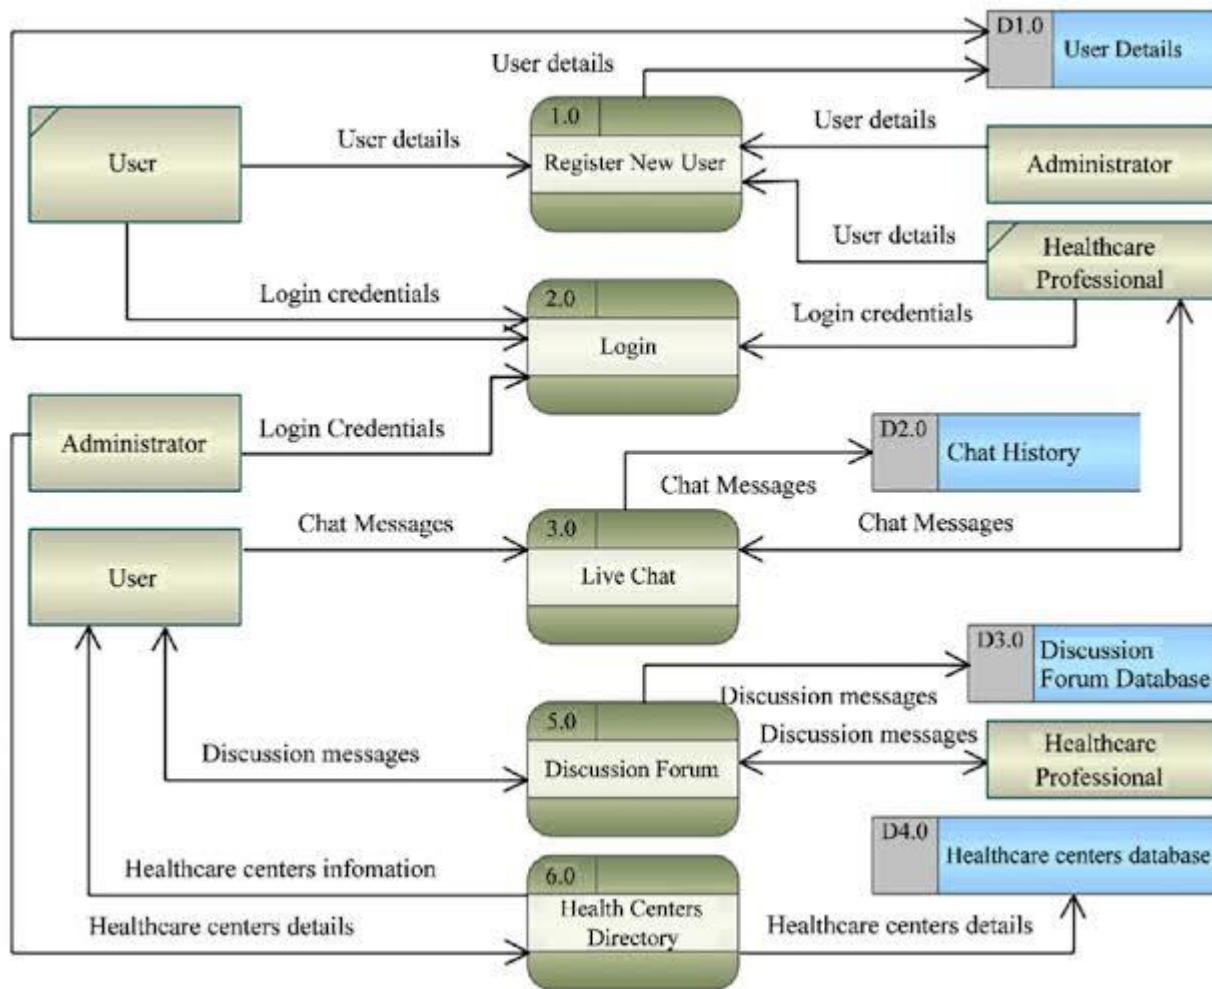 D1.0
User Details
User details
1.0
User details
User details
Register New User
User
Administrator
User details
Healthcare
Professional
2.0
Login credentials
Login credentials
Login
Administrator
Login Credentials
D2.0
Chat History
Chat Messages
Chat Messages
Chat Messages
3.0
User
Live Chat
D3.0
Discussion
Forum Database
Discussion messages
5.0
Discussion messages
Discussion messages
Discussion Forum
Healthcare
Professional
D4.0
Healthcare centers database
Healthcare centers infomation
6.0
Health Centers
Directory
Healthcare centers details
Healthcare centers details